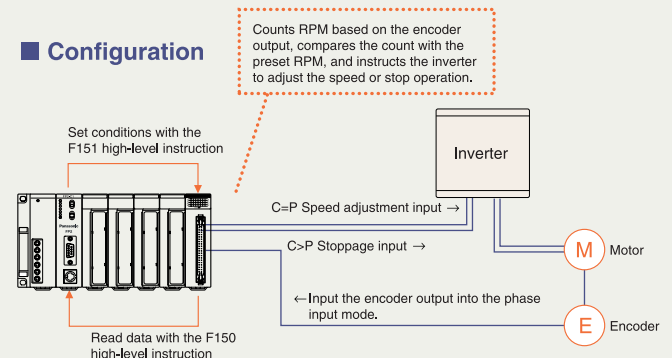 Configuration
Counts RPM based on the encoder
output, compares the count with the
preset RPM, and instructs the inverter
to adjust the speed or stop operation.
Set conditions with the
F151 high-level instruction
Inverter
Panasonic
FP2
C=P Speed adjustment input →
C>P Stoppage input →
M
Motor
←Input the encoder output into the phase
input mode.
E
Encoder
Read data with the F150
high-level instruction